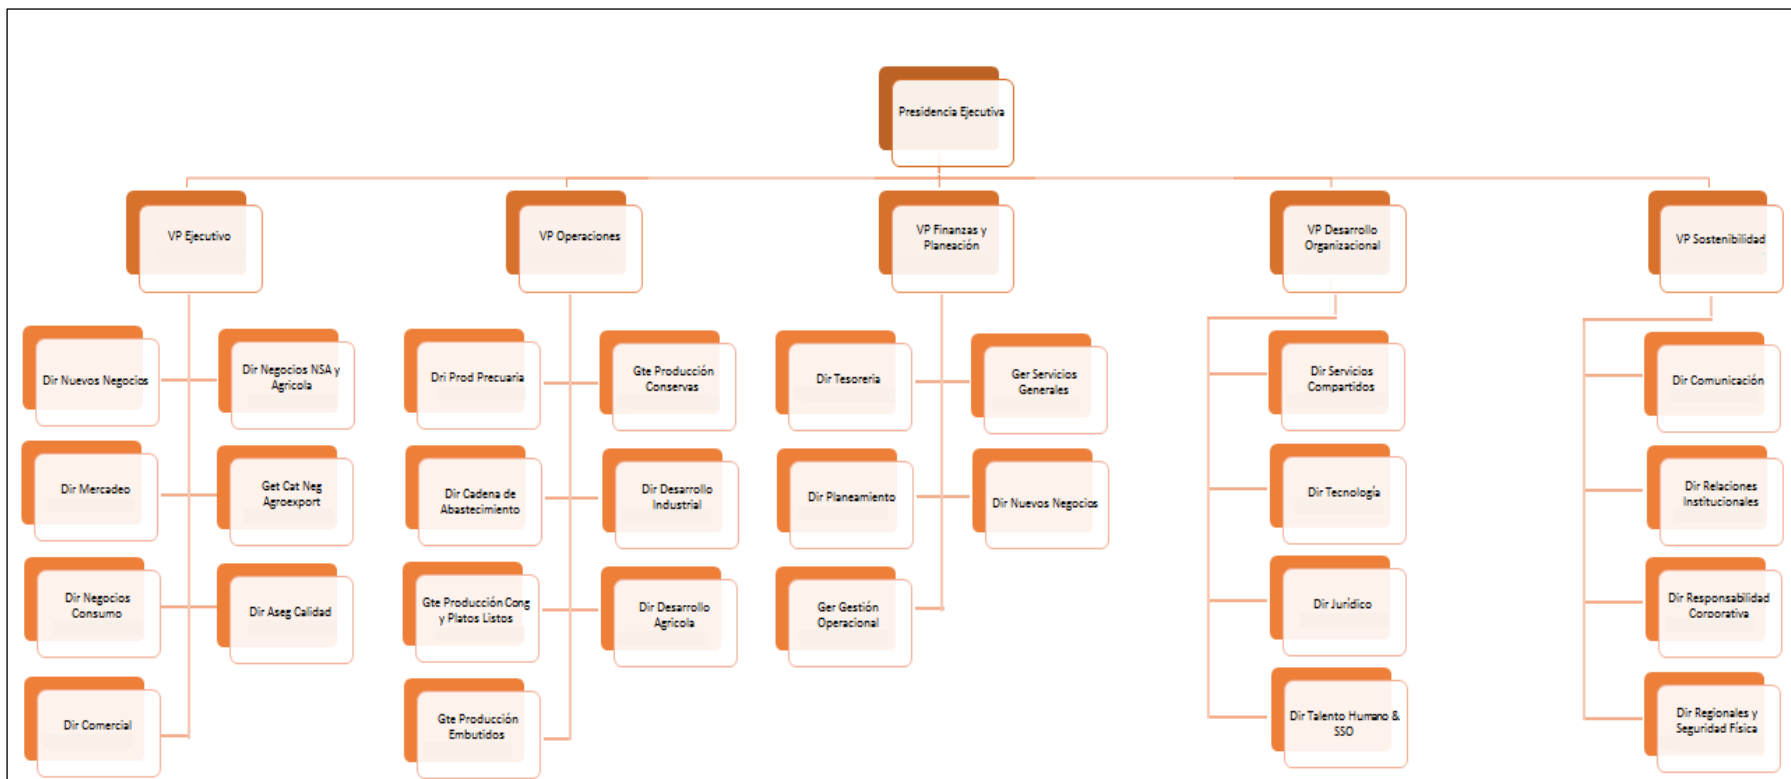 Presidencia Ejecutiva
VP Ejecutivo
VP Operaciones
VP Finanzas y
Planeación
VP Desarrollo
Organizacional
VP Sostenibilidad
Dir Nuevos Negocios
Dir Negocios NSA y
Agricola
Dir Mercadeo
Get Cat Neg
Agroexport
Dir Negocios
Consumo
Dir Aseg Calidad
Dir Comercial
Dri Prod Precuaria
Gte Producción
Conservas
Dir Cadena de
Abastecimiento
Dir Desarrollo
Industrial
Gte Producción Cong
y Platos Listos
Dir Desarrollo
Agricola
Gte Producción
Embutidos
Dir Tesoreria
Ger Servicios
Generales
Dir Planeamiento
Dir Nuevos Negocios
Ger Gestión
Operacional
Dir Servicios
Compartidos
Dir Tecnología
Dir Jurídico
Dir Talento Humano &
SSO
Dir Comunicación
Dir Relaciones
Institucionales
Dir Responsabilidad
Corporativa
Dir Regionales y
Seguridad Física